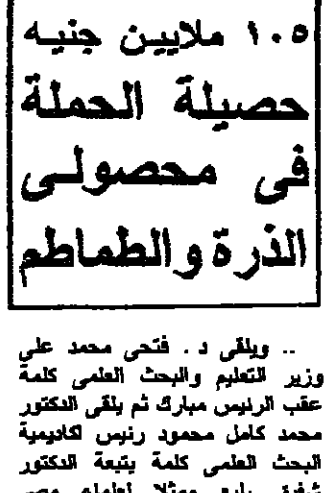 ١٠٥ ملايين جنيه
حصيلة الحملة
فى محصولى
الذرة والطماطم
.. ويلقى د . فتحى محمد على
وزير التعليم والبحث العلمى كلمة
عقب الرئيس مبارك ثم يلقى الدكتور
محمد كامل محمود رئيس اكاديمية
البحث العلمى كلمة يتبعة الدكتور